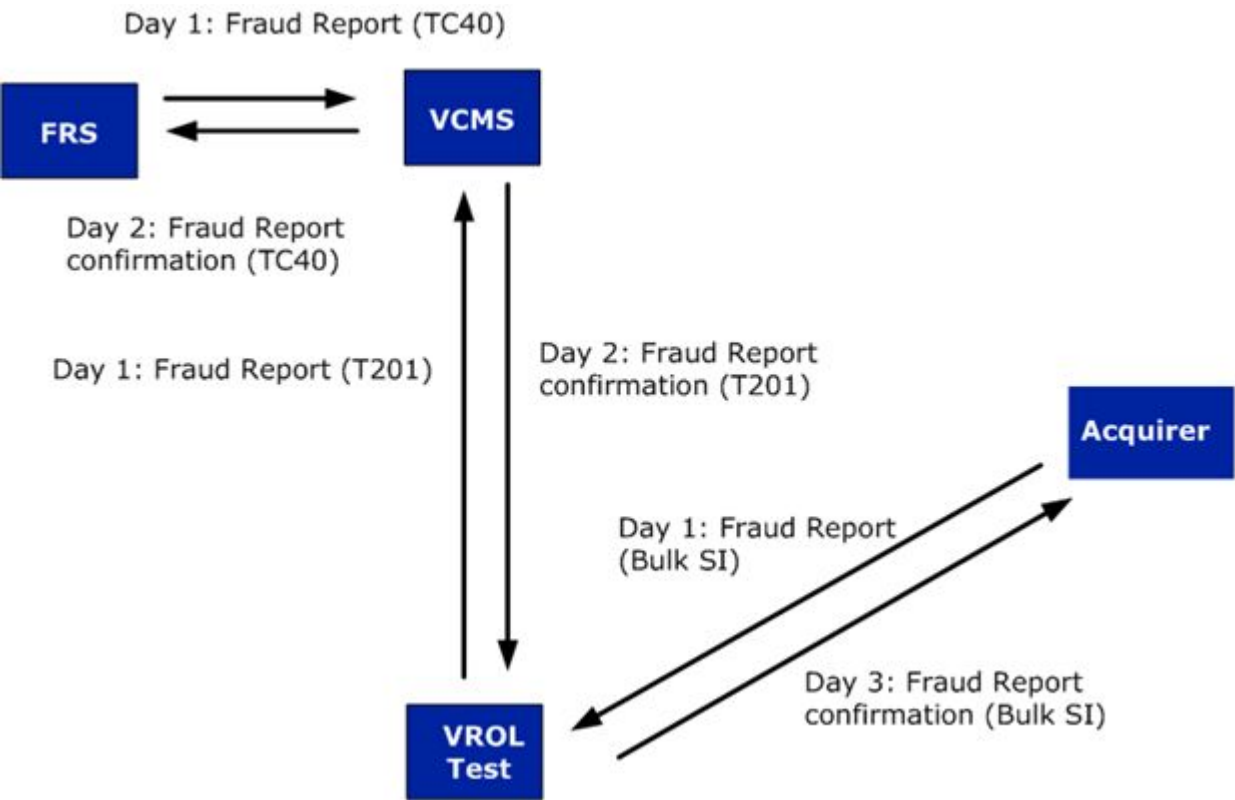 Day 1: Fraud Report (TC40)
FRS
VCMS
Day 2: Fraud Report
confirmation (TC40)
Day 1: Fraud Report (T201)
Day 2: Fraud Report
confirmation (T201)
Acquirer
Day 1: Fraud Report
(Bulk SI)
Day 3: Fraud Report
confirmation (Bulk SI)
VROL
Test